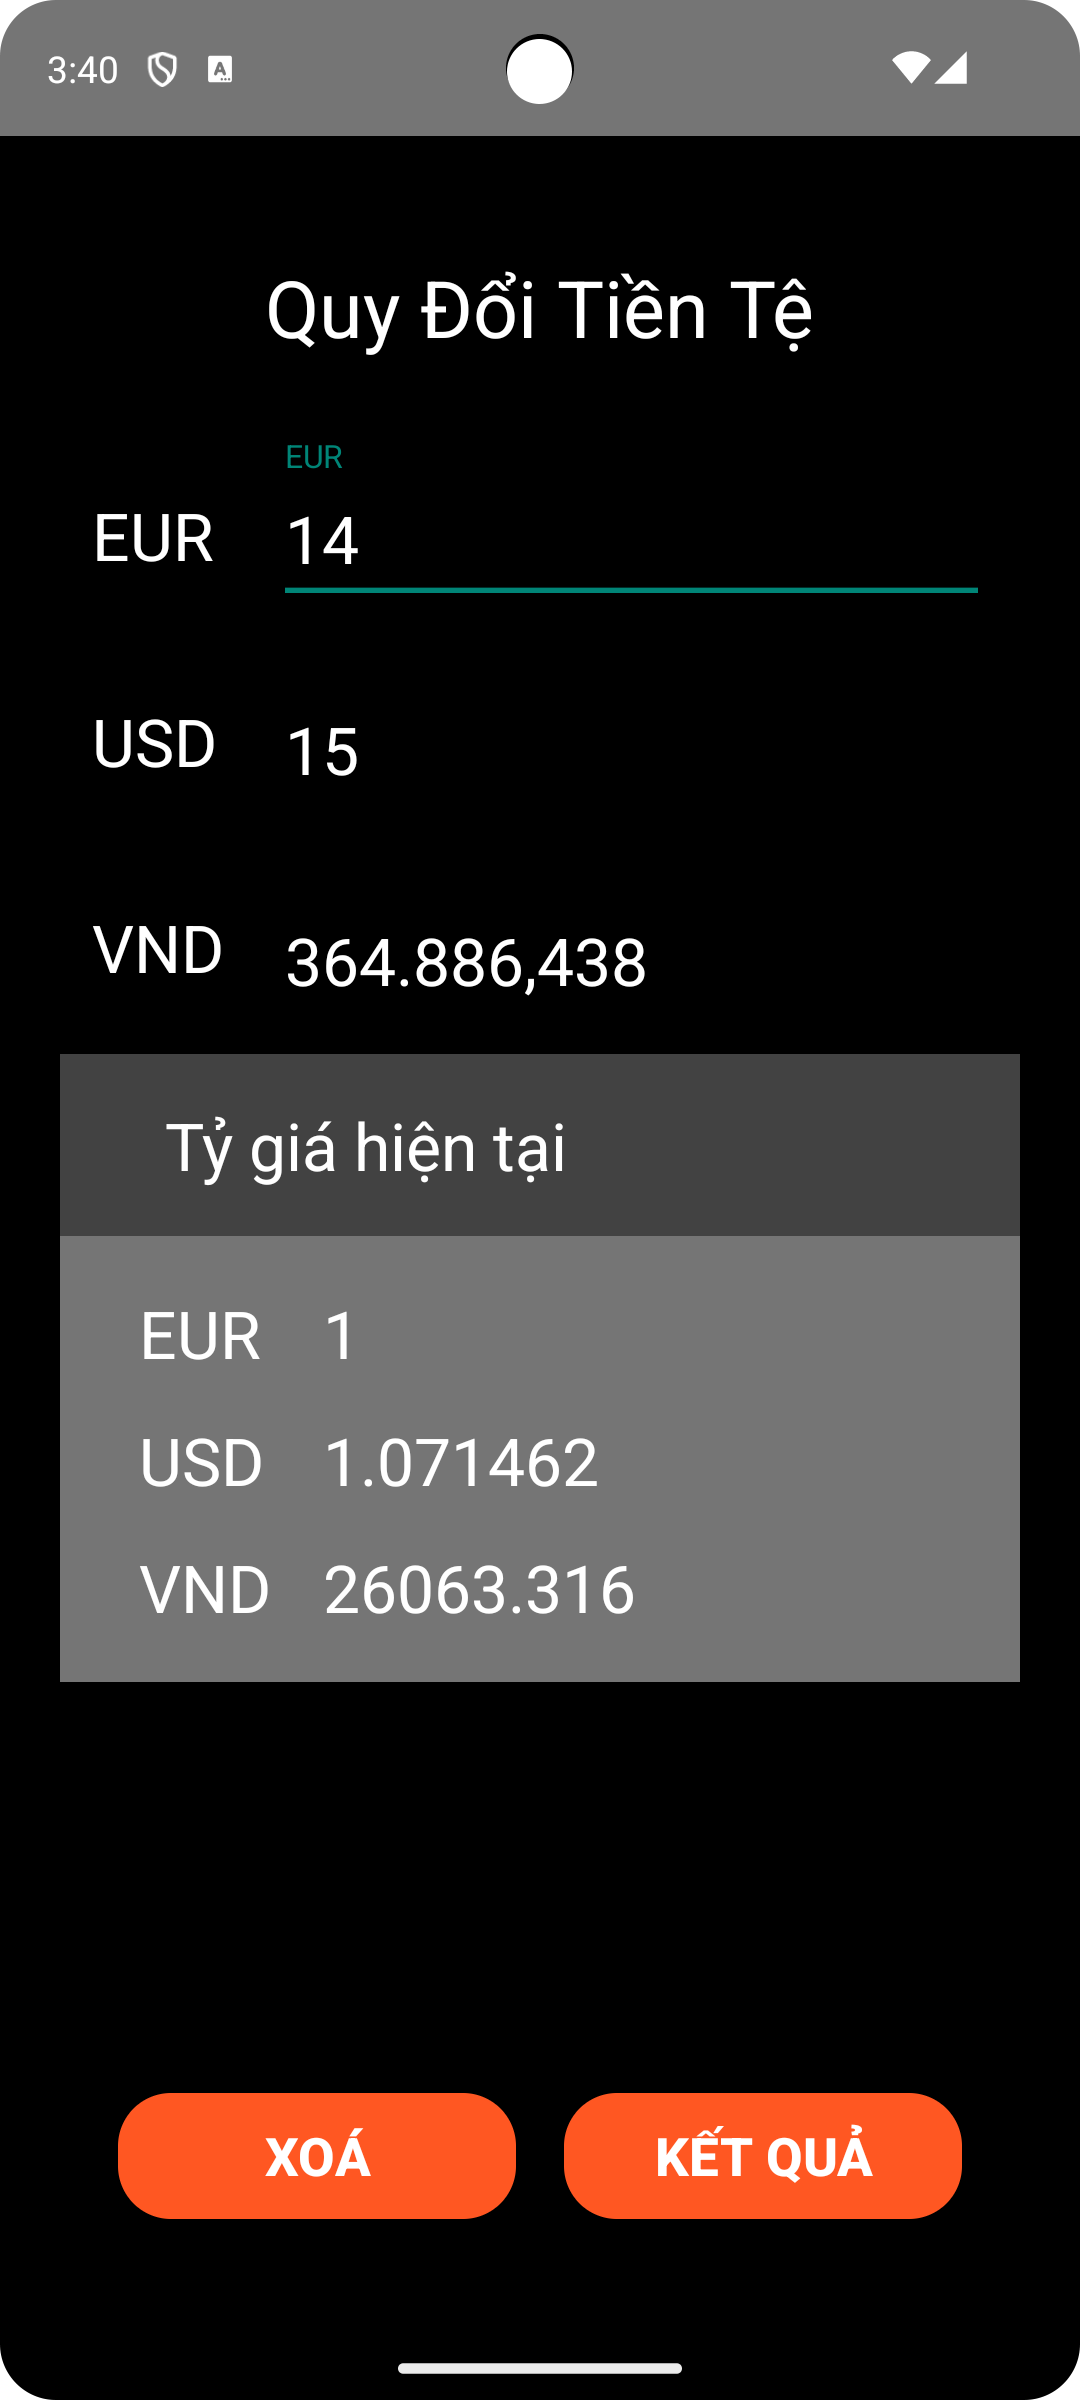 3:40
Quy Đổi Tiền Tệ
EUR
EUR 14
USD 15
VND 364.886,438
Tỷ giá hiện tại
EUR 1
USD 1.071462
VND 26063.316
XOÁ KẾT QUẢ